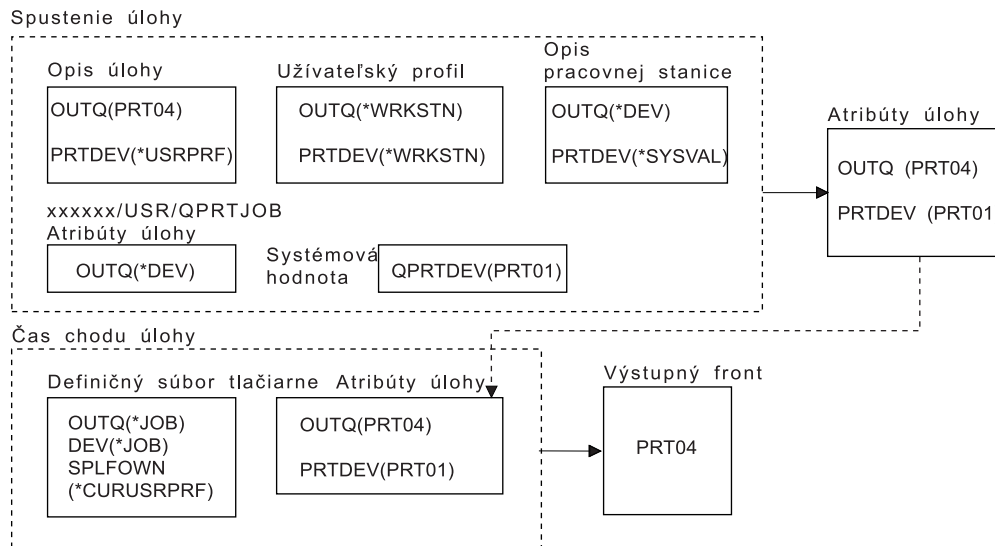 Spustenie úlohy
Opis úlohy
OUTQ(PRT04)
PRTDEV(*USRPRF)
Užívateľský profil
OUTQ(*WRKSTN)
PRTDEV(*WRKSTN)
Opis
pracovnej stanice
OUTQ(*DEV)
PRTDEV(*SYSVAL)
xxxxxx/USR/QPRTJOB
Atribúty úlohy
OUTQ(*DEV)
Systémová
hodnota
QPRTDEV(PRT01)
Atribúty úlohy
OUTQ (PRT04)
PRTDEV (PRT01
Čas chodu úlohy
Definičný súbor tlačiarne
OUTQ(*JOB)
DEV(*JOB)
SPLFOWN
(*CURUSRPRF)
Atribúty úlohy
OUTQ(PRT04)
PRTDEV(PRT01)
Výstupný front
PRT04